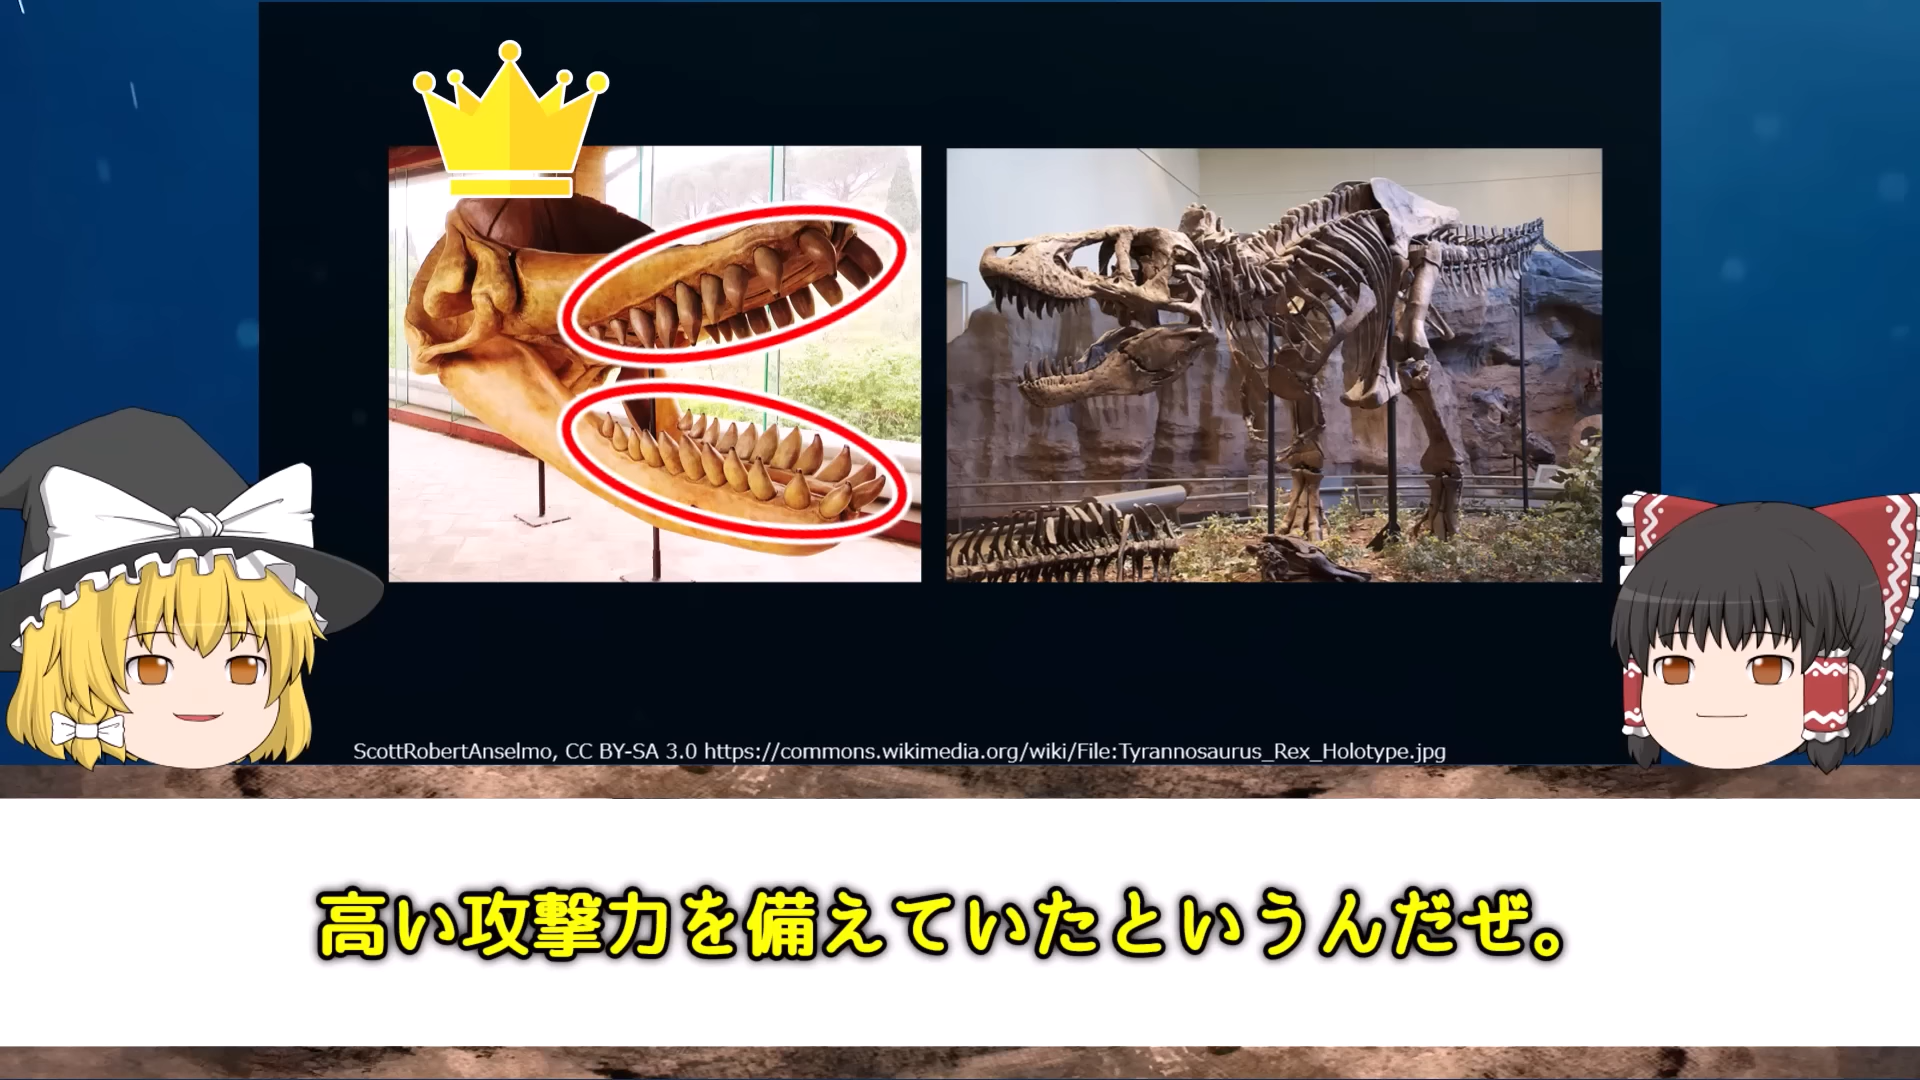 ScottRobertAnselmo, CC BY-SA 3.0 https://commons.wikimedia.org/wiki/File:Tyrannosaurus_Rex_Holotype.jpg
高い攻撃力を備えていたというんだぜ。